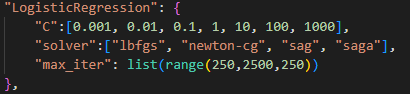 "LogisticRegression": {
"C":[0.001, 0.01, 0.1, 1, 10, 100, 1000],
"solver":["lbfgs", "newton-cg", "sag", "saga"],
"max_iter": list(range(250,2500,250))
},